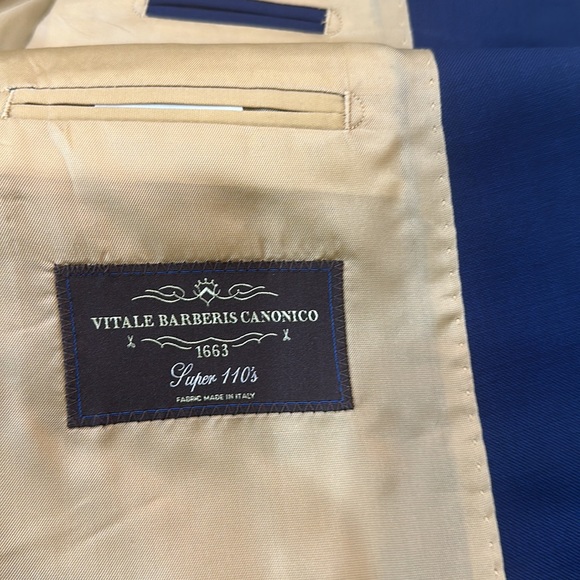 VITALE BARBERIS CANONICO
1663
Super 110's
FABRIC MADE IN ITALY